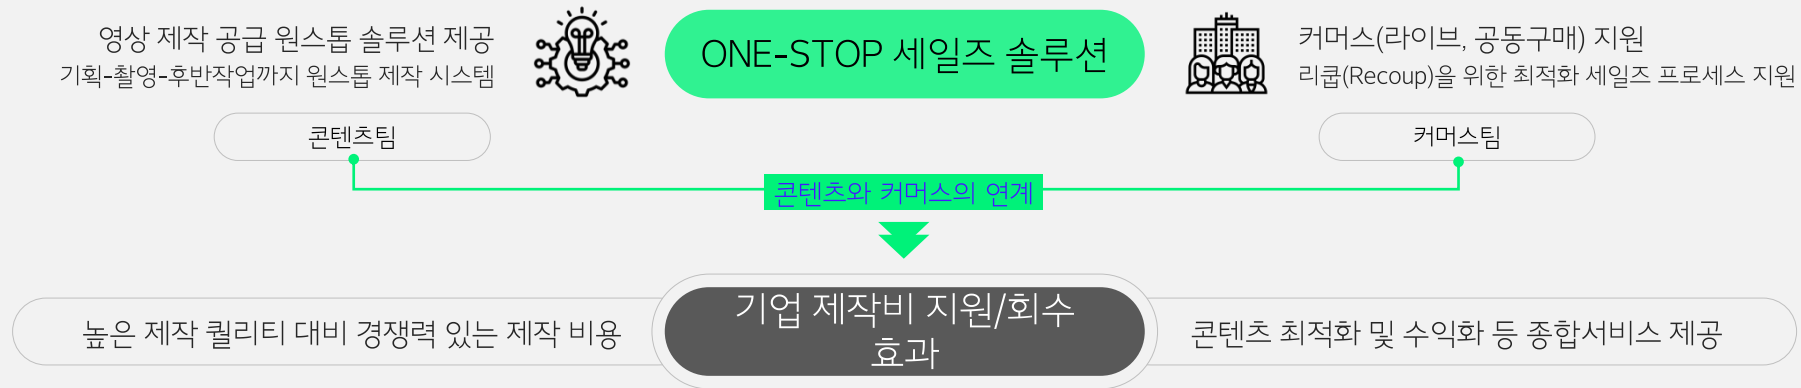 영상 제작 공급 원스톱 솔루션 제공
기획-촬영-후반작업까지 원스톱 제작 시스템
콘텐츠팀
ONE-STOP 세일즈 솔루션
커머스(라이브, 공동구매) 지원
리쿱(Recoup)을 위한 최적화 세일즈 프로세스 지원
커머스팀
콘텐츠와 커머스의 연계
높은 제작 퀄리티 대비 경쟁력 있는 제작 비용
기업 제작비 지원/회수
효과
콘텐츠 최적화 및 수익화 등 종합서비스 제공